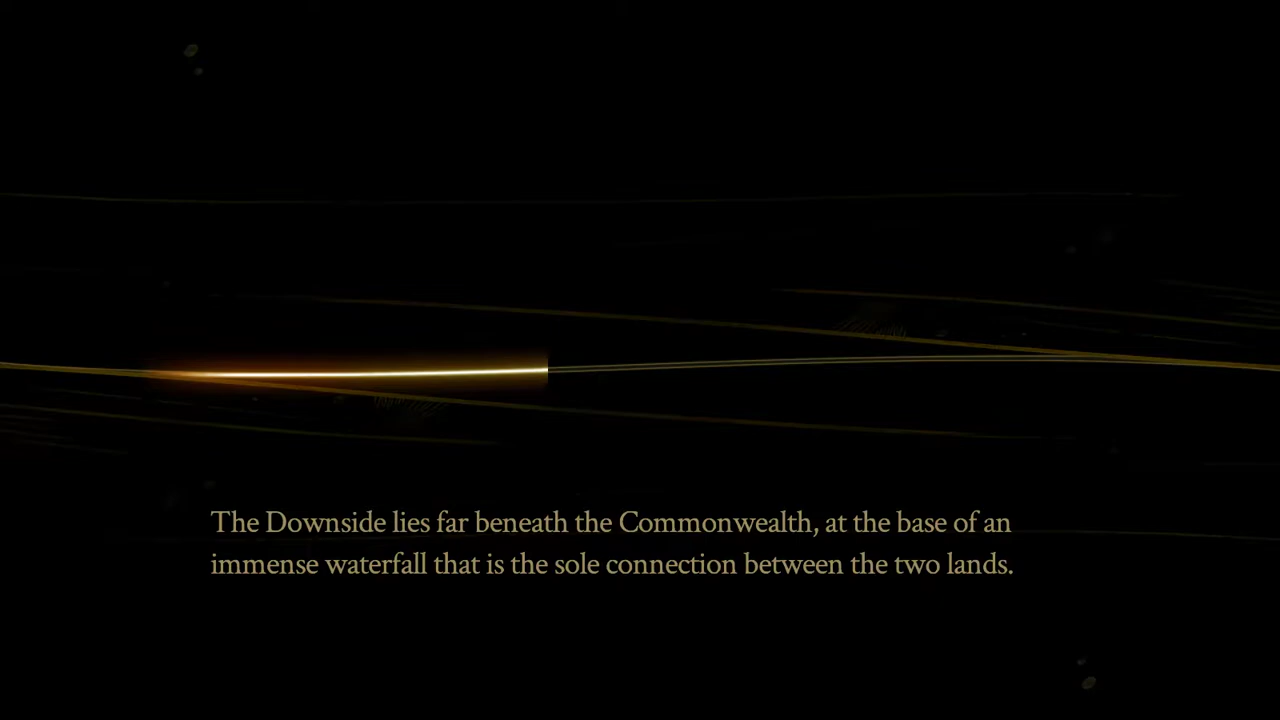 The Downside lies far beneath the Commonwealth, at the base of an
immense waterfall that is the sole connection between the two lands.